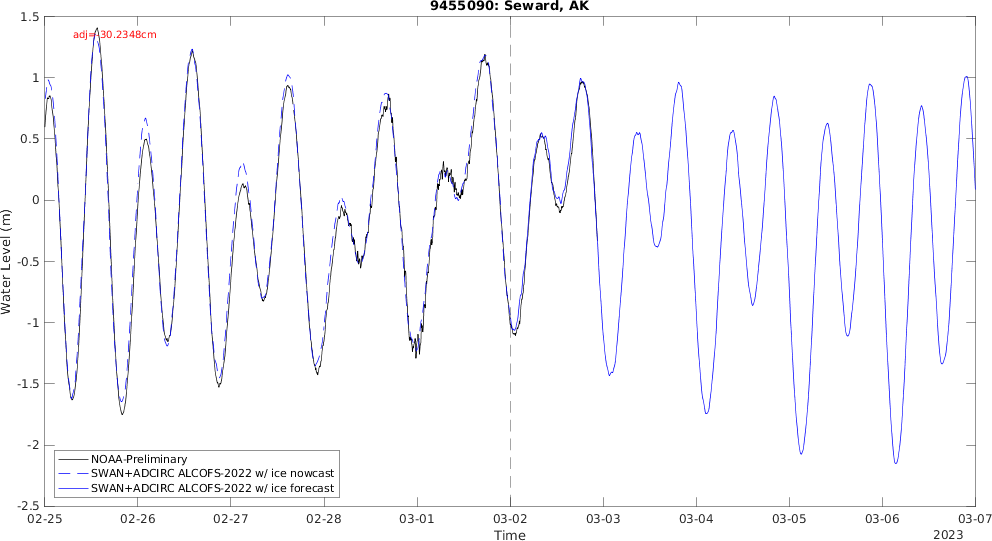 9455090: Seward, AK
adj=-30.2348cm
Water Level (m)
1.5
1
0.5
0
-0.5
-1
-1.5
-2
-2.5
NOAA-Preliminary
SWAN+ADCIRC ALCOFS-2022 w/ ice nowcast
SWAN+ADCIRC ALCOFS-2022 w/ ice forecast
02-25 02-26 02-27 02-28 03-01 03-02 03-03 03-04 03-05 03-06 03-07
Time
2023